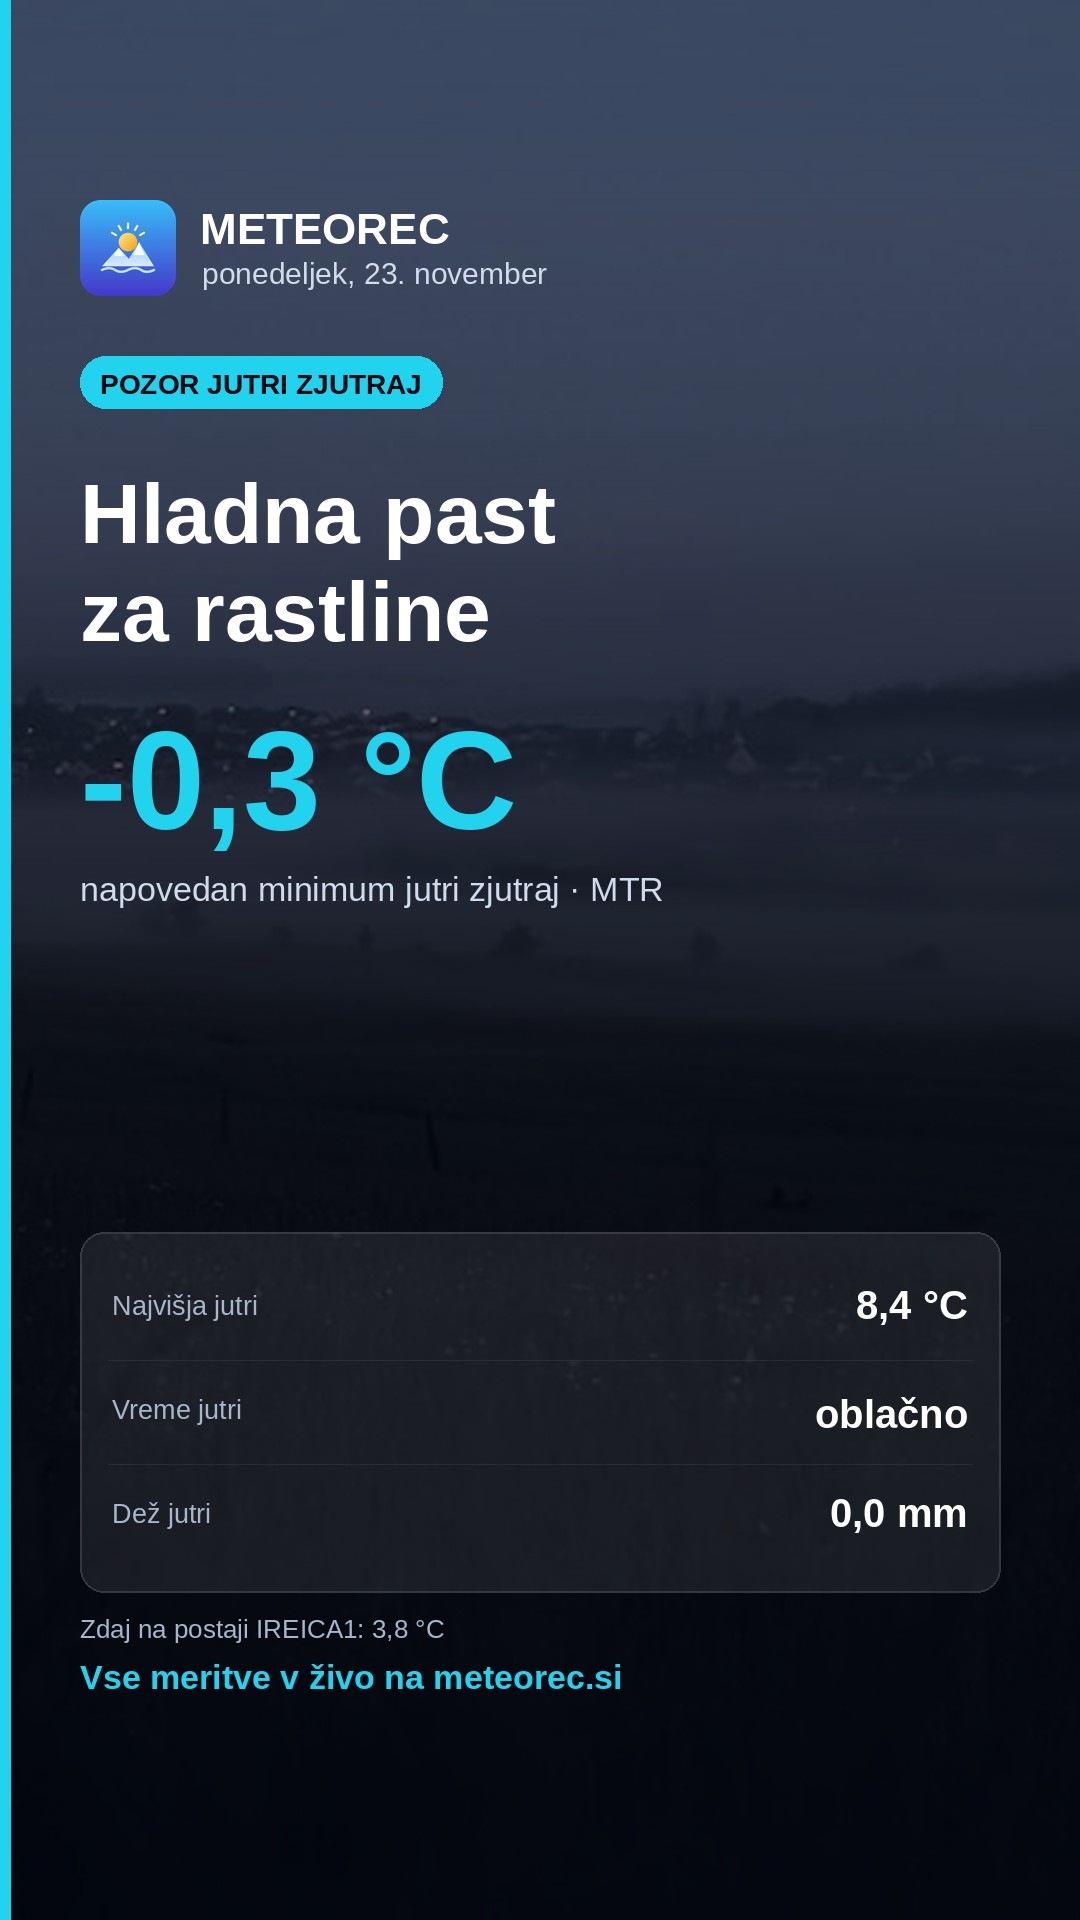 METEOREC
ponedeljek, 23. november
POZOR JUTRI ZJUTRAJ
Hladna past
za rastline
-0,3 °C
napovedan minimum jutri zjutraj · MTR
Najvišja jutri 8,4 °C
Vreme jutri oblačno
Dež jutri 0,0 mm
Zdaj na postaji IREICA1: 3,8 °C
Vse meritve v živo na meteorec.si